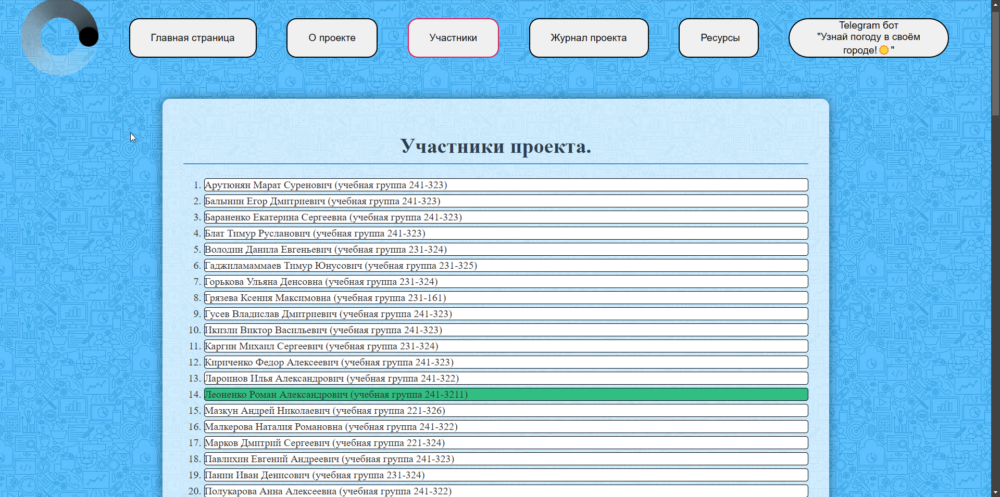 Главная страница
О проекте
Участники
Журнал проекта
Ресурсы
Telegram бот
"Узнай погоду в своём
городе!🌞"
Участники проекта.
1. Арутюнян Марат Суренович (учебная группа 241-323)
2. Балынин Егор Дмитриевич (учебная группа 241-323)
3. Бараненко Екатерина Сергеевна (учебная группа 241-323)
4. Блат Тимур Русланович (учебная группа 241-323)
5. Володин Данила Евгеньевич (учебная группа 231-324)
6. Гаджиламаммаев Тимур Юнусович (учебная группа 231-325)
7. Горькова Ульяна Денсовна (учебная группа 231-324)
8. Грязева Ксения Максимовна (учебная группа 231-161)
9. Гусев Владислав Дмитриевич (учебная группа 241-323)
10. Икизли Виктор Васильевич (учебная группа 241-323)
11. Каргин Михаил Сергеевич (учебная группа 231-324)
12. Кириченко Федор Алексеевич (учебная группа 241-323)
13. Лароинов Илья Александрович (учебная группа 241-322)
14. Леоненко Роман Александрович (учебная группа 241-3211)
15. Мазкун Андрей Николаевич (учебная группа 221-326)
16. Малкерова Наталия Романовна (учебная группа 241-322)
17. Марков Дмитрий Сергеевич (учебная группа 221-324)
18. Павлихин Евгений Андреевич (учебная группа 241-323)
19. Панин Иван Денисович (учебная группа 231-324)
20. Полукарова Анна Алексеевна (учебная группа 241-322)